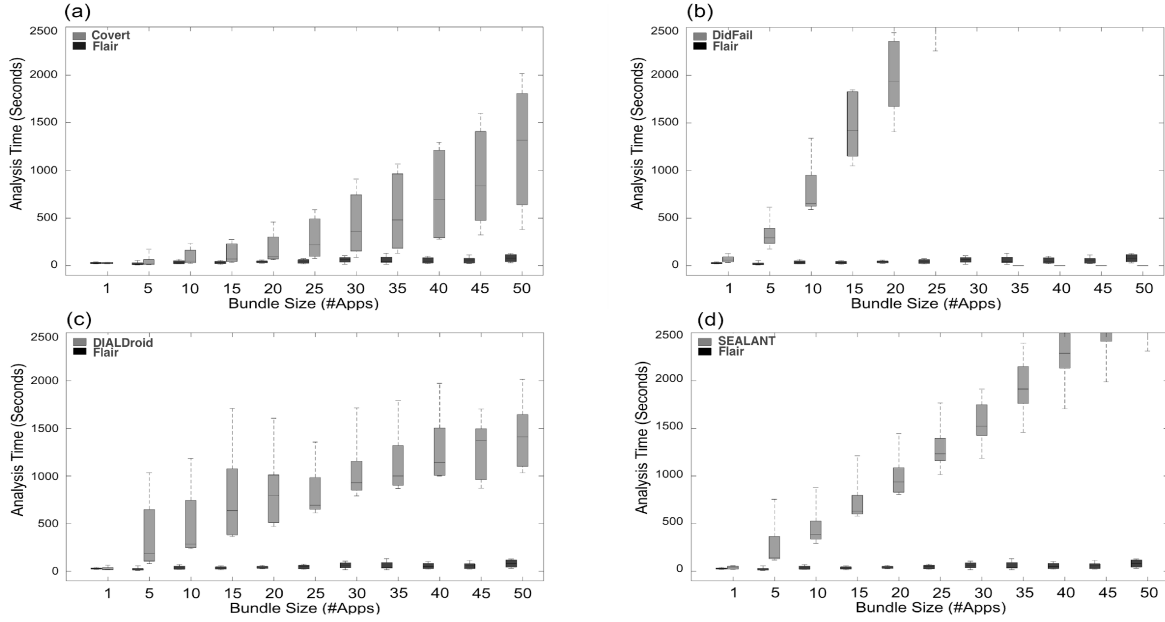 (a)
2500
2000
1500
1000
500
0
Analysis Time (Seconds)
Covert
Flair
1 5 10 15 20 25 30 35 40 45 50
Bundle Size (#Apps)
(b)
2500
2000
1500
1000
500
0
Analysis Time (Seconds)
DidFail
Flair
1 5 10 15 20 25 30 35 40 45 50
Bundle Size (#Apps)
(c)
2500
2000
1500
1000
500
0
Analysis Time (Seconds)
DIALDroid
Flair
1 5 10 15 20 25 30 35 40 45 50
Bundle Size (#Apps)
(d)
2500
2000
1500
1000
500
0
Analysis Time (Seconds)
SEALANT
Flair
1 5 10 15 20 25 30 35 40 45 50
Bundle Size (#Apps)